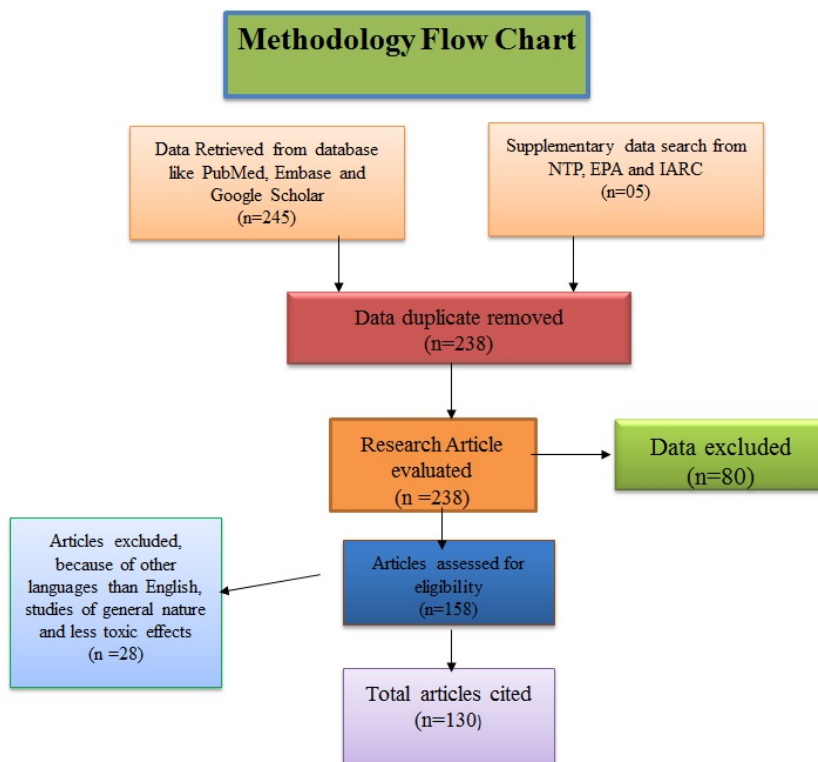 Methodology Flow Chart
Data Retrieved from database
like PubMed, Embase and
Google Scholar
(n=245)
Supplementary data search from
NTP, EPA and IARC
(n=05)
Data duplicate removed
(n=238)
Research Article
evaluated
(n =238)
Data excluded
(n=80)
Articles excluded,
because of other
languages than English,
studies of general nature
and less toxic effects
(n =28)
Articles assessed for
eligibility
(n=158)
Total articles cited
(n=130)